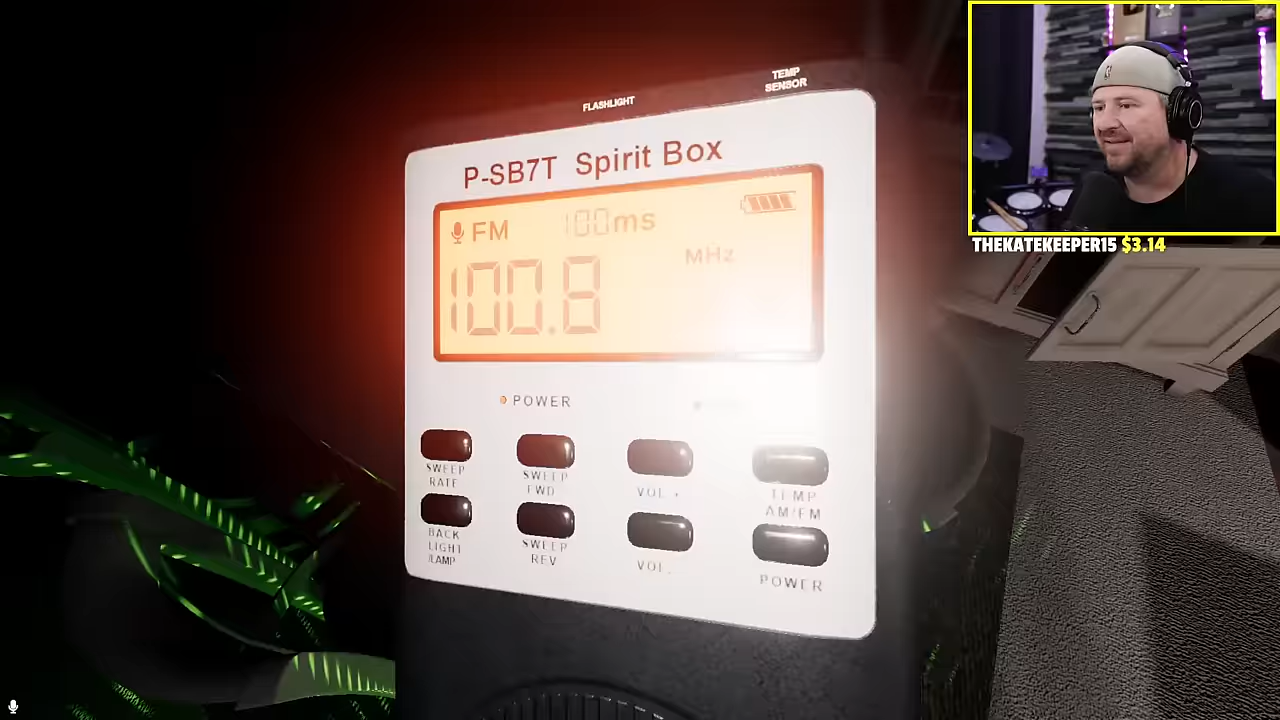 FLASHLIGHT
TEMP
SENSOR
P-SB7T Spirit Box
FM 100ms
MHz
100.8
POWER
SWEEP
RATE
SWEEP
FWD
VOL +
TEMP
AM/FM
BACK
LIGHT
/LAMP
SWEEP
REV
VOL-
POWER
THEKATEKEEPER15 $3.14